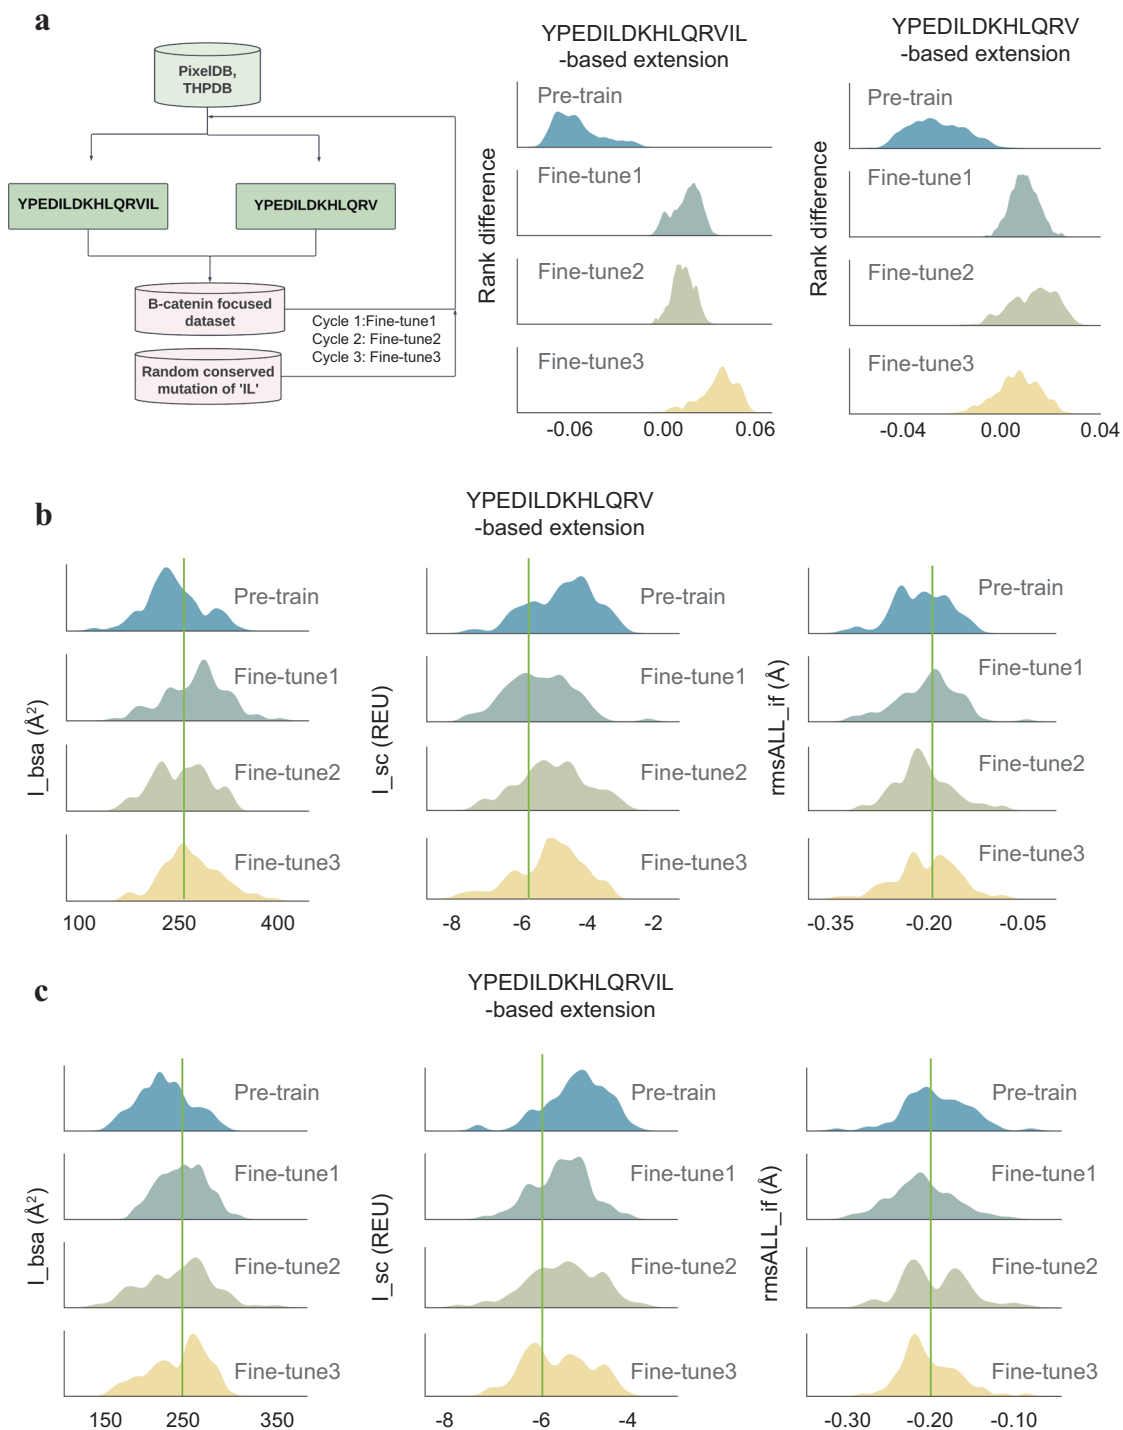 a
PixelDB,
THPDB
YPEDILDKHLQRVIL
YPEDILDKHLQRV
B-catenin focused
dataset
Cycle 1:Fine-tune1
Cycle 2: Fine-tune2
Cycle 3: Fine-tune3
Random conserved
mutation of 'IL'
YPEDILDKHLQRVIL
-based extension
Rank difference
Pre-train
Fine-tune1
Fine-tune2
Fine-tune3
-0.06 0.00 0.06
YPEDILDKHLQRV
-based extension
Rank difference
Pre-train
Fine-tune1
Fine-tune2
Fine-tune3
-0.04 0.00 0.04
b
YPEDILDKHLQRV
-based extension
I_bsa (Å²)
Pre-train
Fine-tune1
Fine-tune2
Fine-tune3
100 250 400
I_sc (REU)
Pre-train
Fine-tune1
Fine-tune2
Fine-tune3
-8 -6 -4 -2
rmsALL_if (Å)
Pre-train
Fine-tune1
Fine-tune2
Fine-tune3
-0.35 -0.20 -0.05
c
YPEDILDKHLQRVIL
-based extension
I_bsa (Å²)
Pre-train
Fine-tune1
Fine-tune2
Fine-tune3
150 250 350
I_sc (REU)
Pre-train
Fine-tune1
Fine-tune2
Fine-tune3
-8 -6 -4
rmsALL_if (Å)
Pre-train
Fine-tune1
Fine-tune2
Fine-tune3
-0.30 -0.20 -0.10